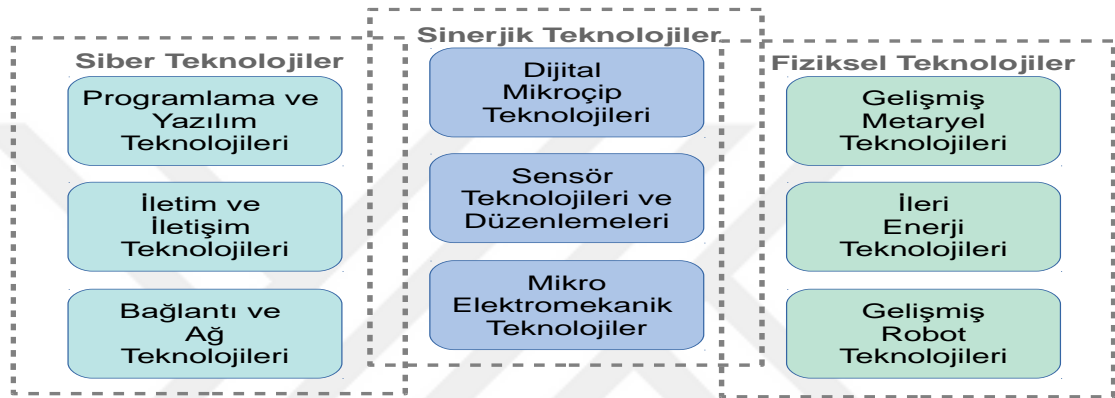 Siber Teknolojiler
Programlama ve
Yazılım
Teknolojileri
İletim ve
İletişim
Teknolojileri
Bağlantı ve
Ağ
Teknolojileri
Sinerjik Teknolojiler
Dijital
Mikroçip
Teknolojileri
Sensör
Teknolojileri ve
Düzenlemeleri
Mikro
Elektromekanik
Teknolojiler
Fiziksel Teknolojiler
Gelişmiş
Metaryel
Teknolojileri
İleri
Enerji
Teknolojileri
Gelişmiş
Robot
Teknolojileri